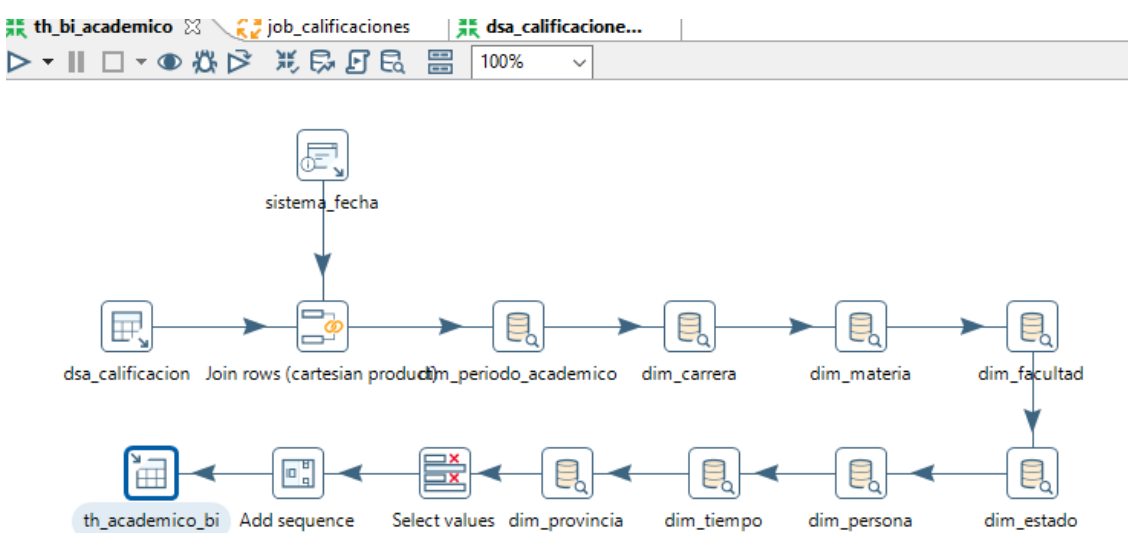 th_bi_academico job_calificaciones dsa_calificacione...
100%
sistema_fecha
dsa_calificacion Join rows (cartesian product) dim_periodo_academico dim_carrera dim_materia dim_facultad
th_academico_bi Add sequence Select values dim_provincia dim_tiempo dim_persona dim_estado